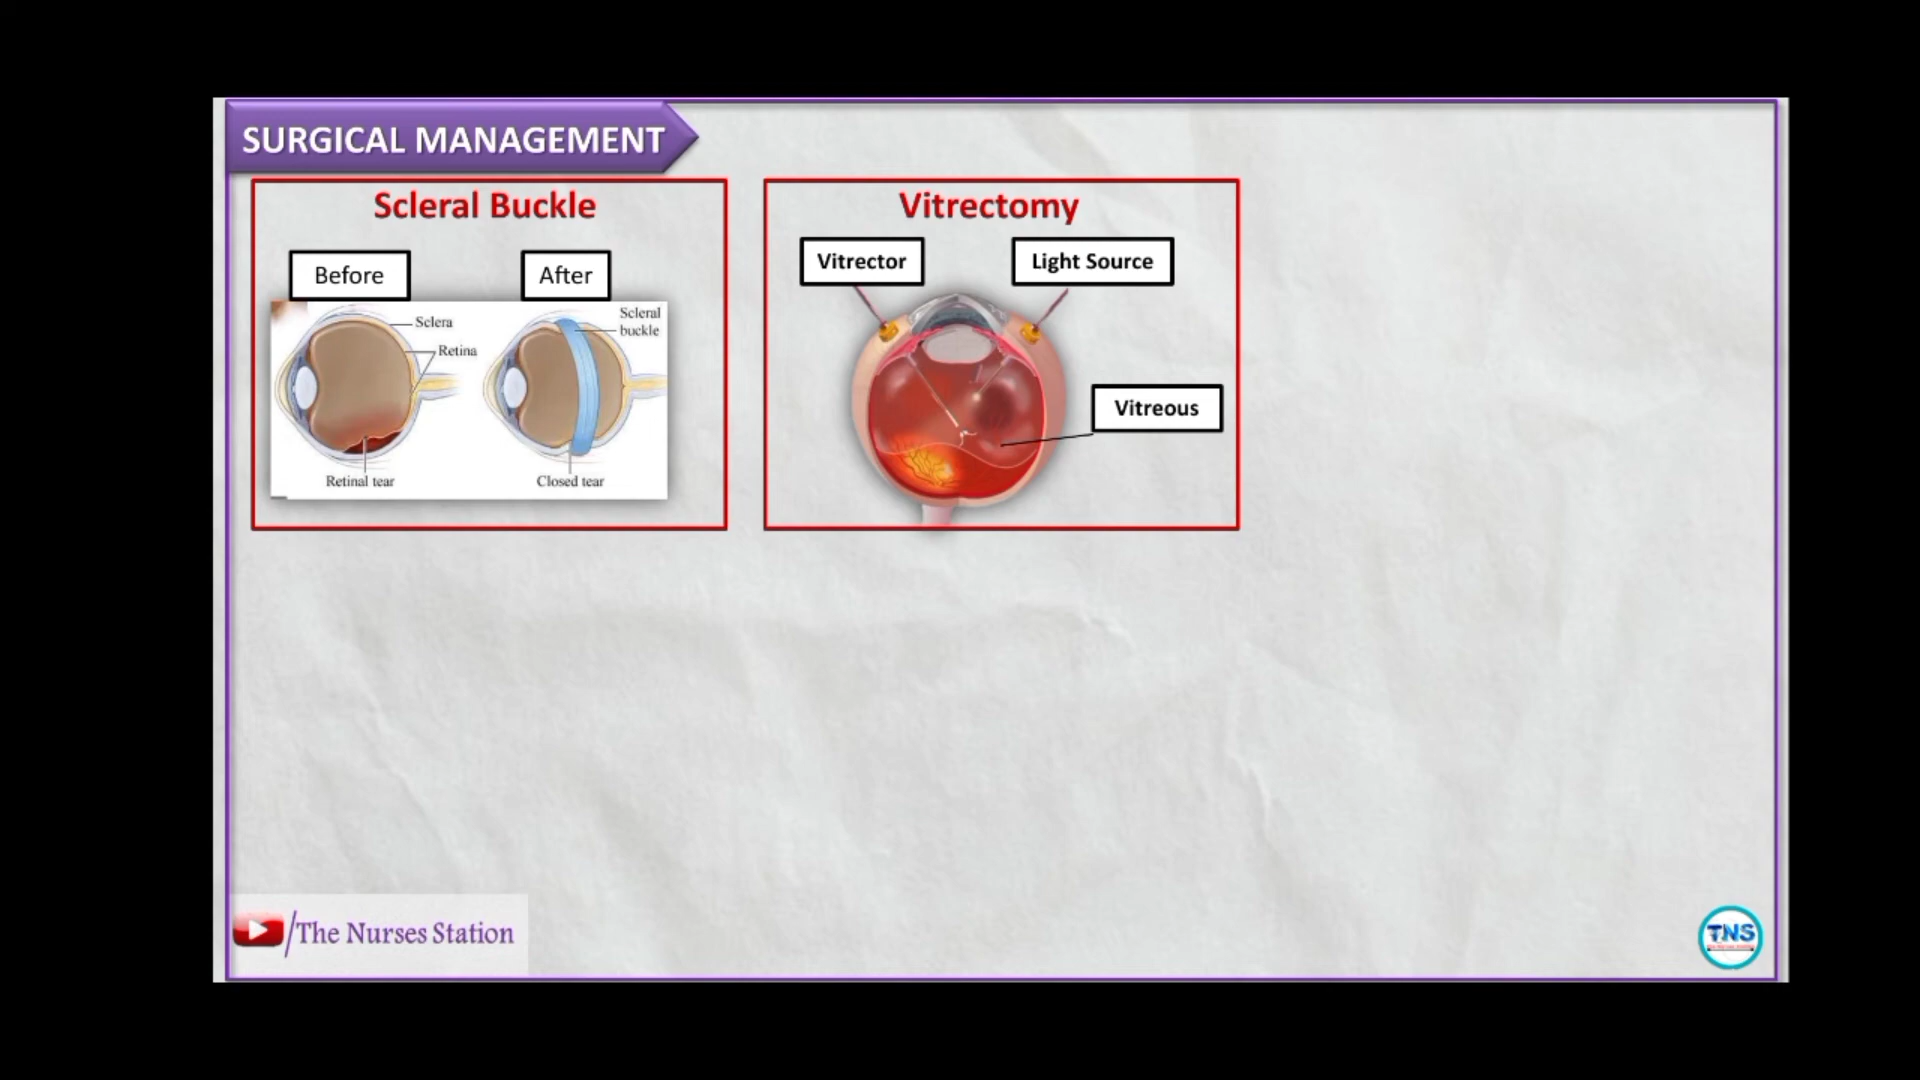 SURGICAL MANAGEMENT
Scleral Buckle
Before
After
Sclera
Retina
Retinal tear
Scleral
buckle
Closed tear
Vitrectomy
Vitrector
Light Source
Vitreous
/The Nurses Station
TNS